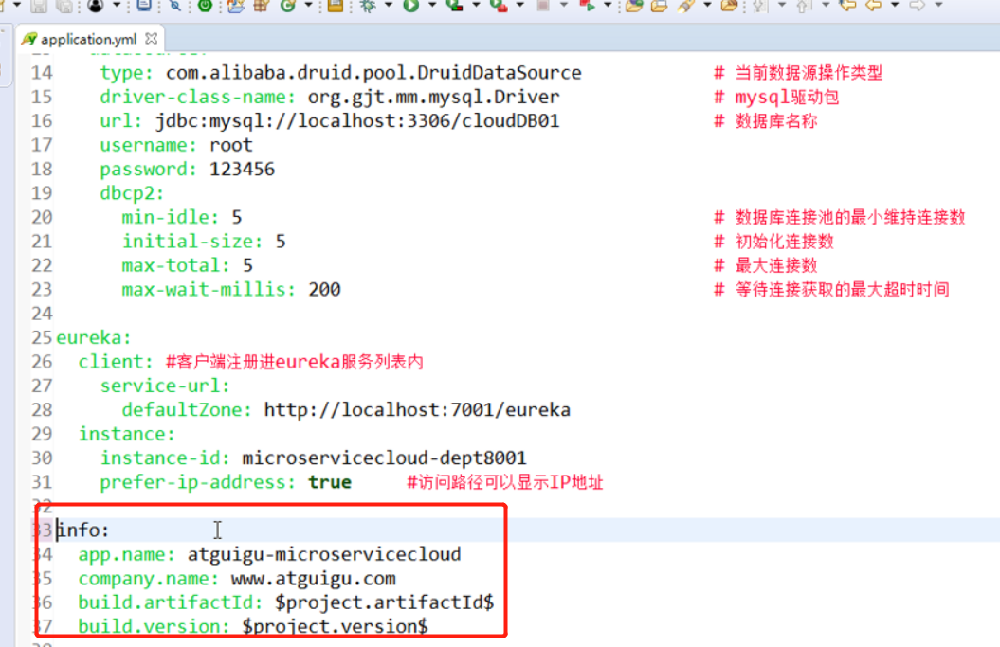 application.yml
14 type: com.alibaba.druid.pool.DruidDataSource # 当前数据源操作类型
15 driver-class-name: org.gjt.mm.mysql.Driver # mysql驱动包
16 url: jdbc:mysql://localhost:3306/cloudDB01 # 数据库名称
17 username: root
18 password: 123456
19 dbcp2:
20 min-idle: 5 # 数据库连接池的最小维持连接数
21 initial-size: 5 # 初始化连接数
22 max-total: 5 # 最大连接数
23 max-wait-millis: 200 # 等待连接获取的最大超时时间
24
25 eureka:
26 client: #客户端注册进eureka服务列表内
27 service-url:
28 defaultZone: http://localhost:7001/eureka
29 instance:
30 instance-id: microservicecloud-dept8001
31 prefer-ip-address: true #访问路径可以显示IP地址
32
33 info:
34 app.name: atguigu-microservicecloud
35 company.name: www.atguigu.com
36 build.artifactId: $project.artifactId$
37 build.version: $project.version$